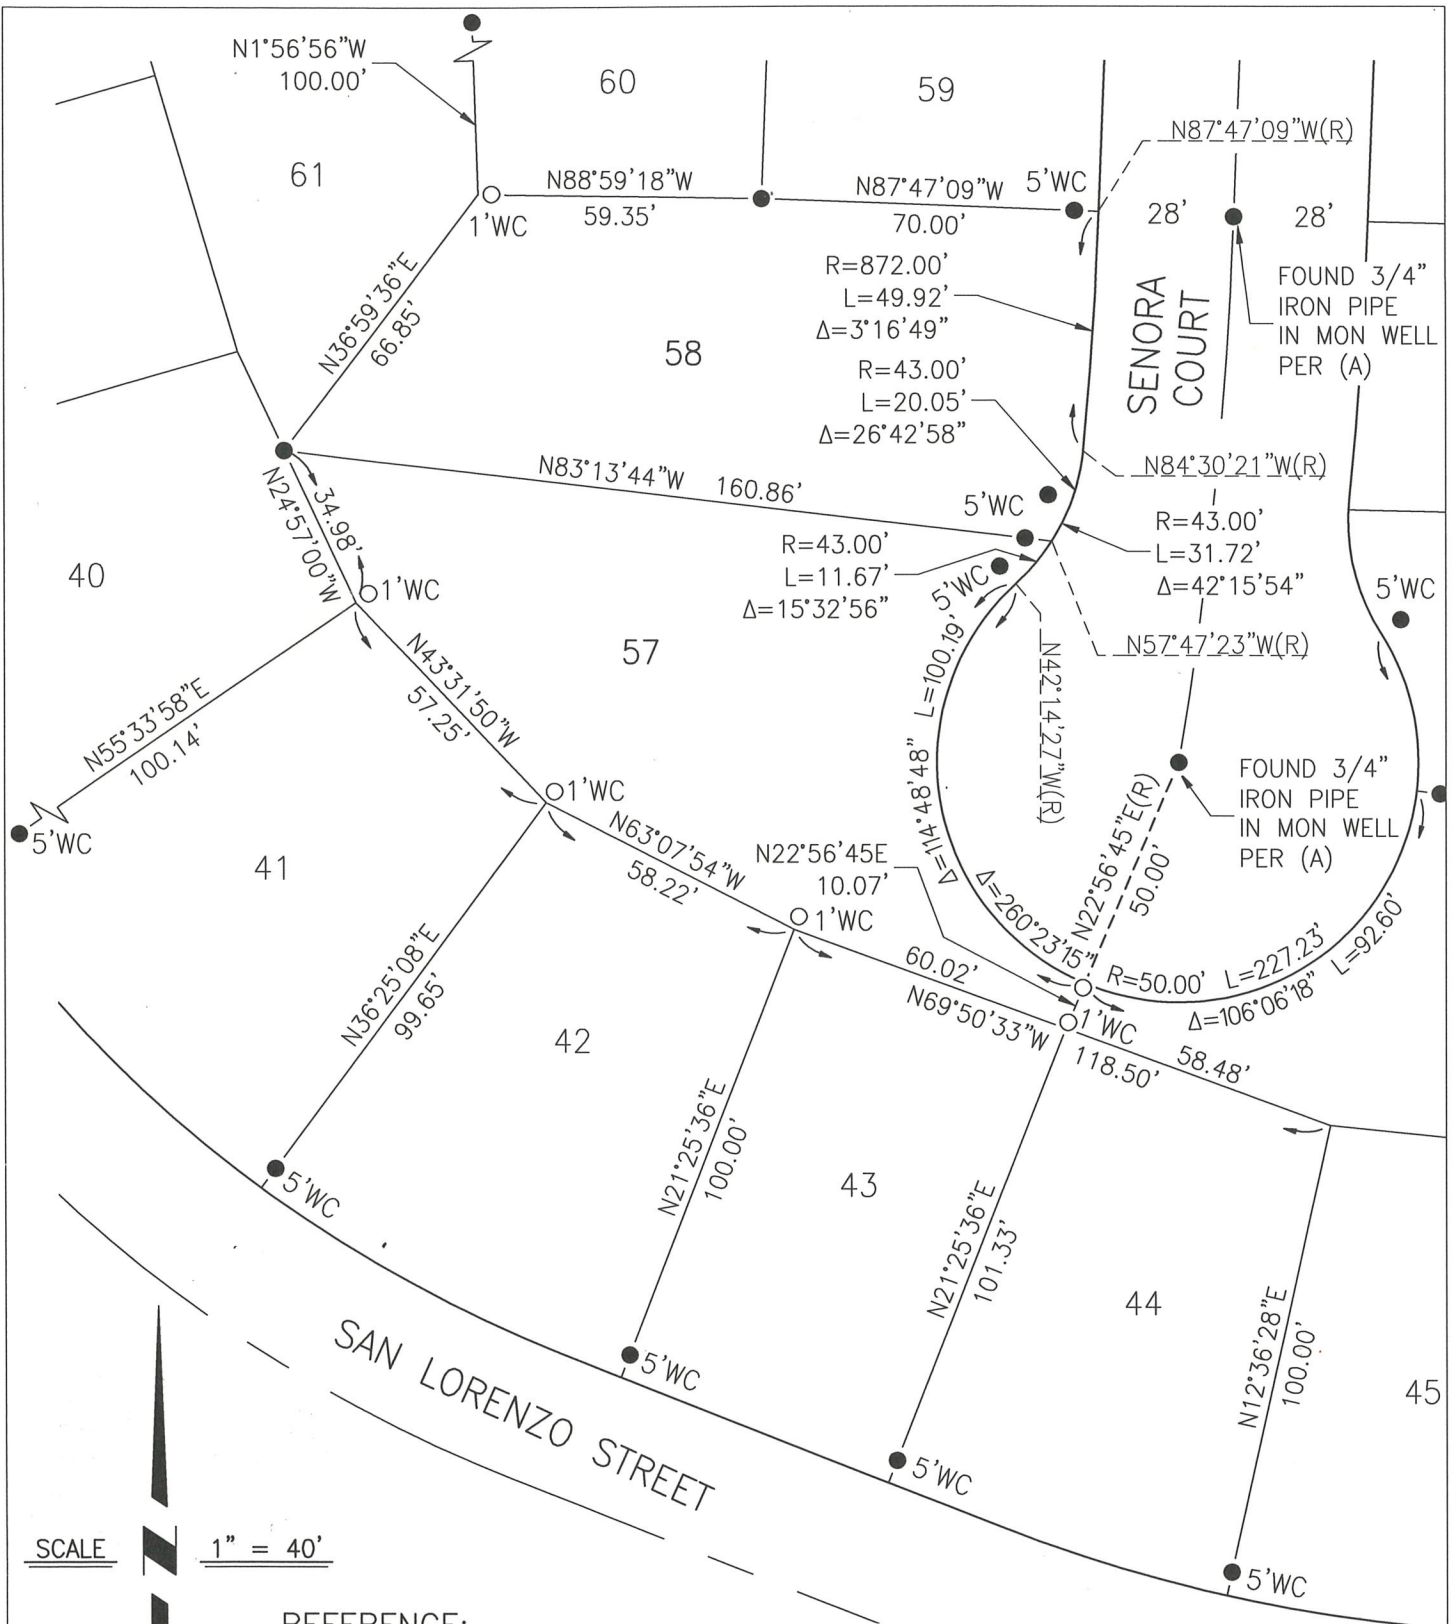 N1°56'56"W
100.00'
60
59
N87°47'09"W(R)
61
N88°59'18"W
59.35'
1'WC
N87°47'09"W
70.00'
5'WC
28'
28'
R=872.00'
L=49.92'
Δ=3°16'49"
FOUND 3/4"
IRON PIPE
IN MON WELL
PER (A)
SENORA
COURT
N36°59'36"E
66.85'
58
R=43.00'
L=20.05'
Δ=26°42'58"
N83°13'44"W 160.86'
N84°30'21"W(R)
5'WC
R=43.00'
L=31.72'
Δ=42°15'54"
R=43.00'
L=11.67'
Δ=15°32'56"
5'WC
5'WC
34.98'
N24°57'00"W
1'WC
40
57
N57°47'23"W(R)
N42°14'27"W(R)
N43°31'50"W
57.25'
N55°33'58"E
100.14'
5'WC
Δ=114°48'48" L=100.19'
FOUND 3/4"
IRON PIPE
IN MON WELL
PER (A)
1'WC
41
N63°07'54"W
58.22'
N22°56'45E
10.07'
N22°56'45"E(R)
50.00'
Δ=260°23'15"
R=50.00' L=227.23'
Δ=106°06'18" L=92.60'
1'WC
60.02'
N69°50'33"W
118.50'
1'WC
58.48'
N36°25'08"E
99.65'
42
N21°25'36"E
100.00'
43
N21°25'36"E
101.33'
44
N12°36'28"E
100.00'
45
5'WC
5'WC
5'WC
5'WC
SAN LORENZO STREET
SCALE 1" = 40'
REFERENCE: